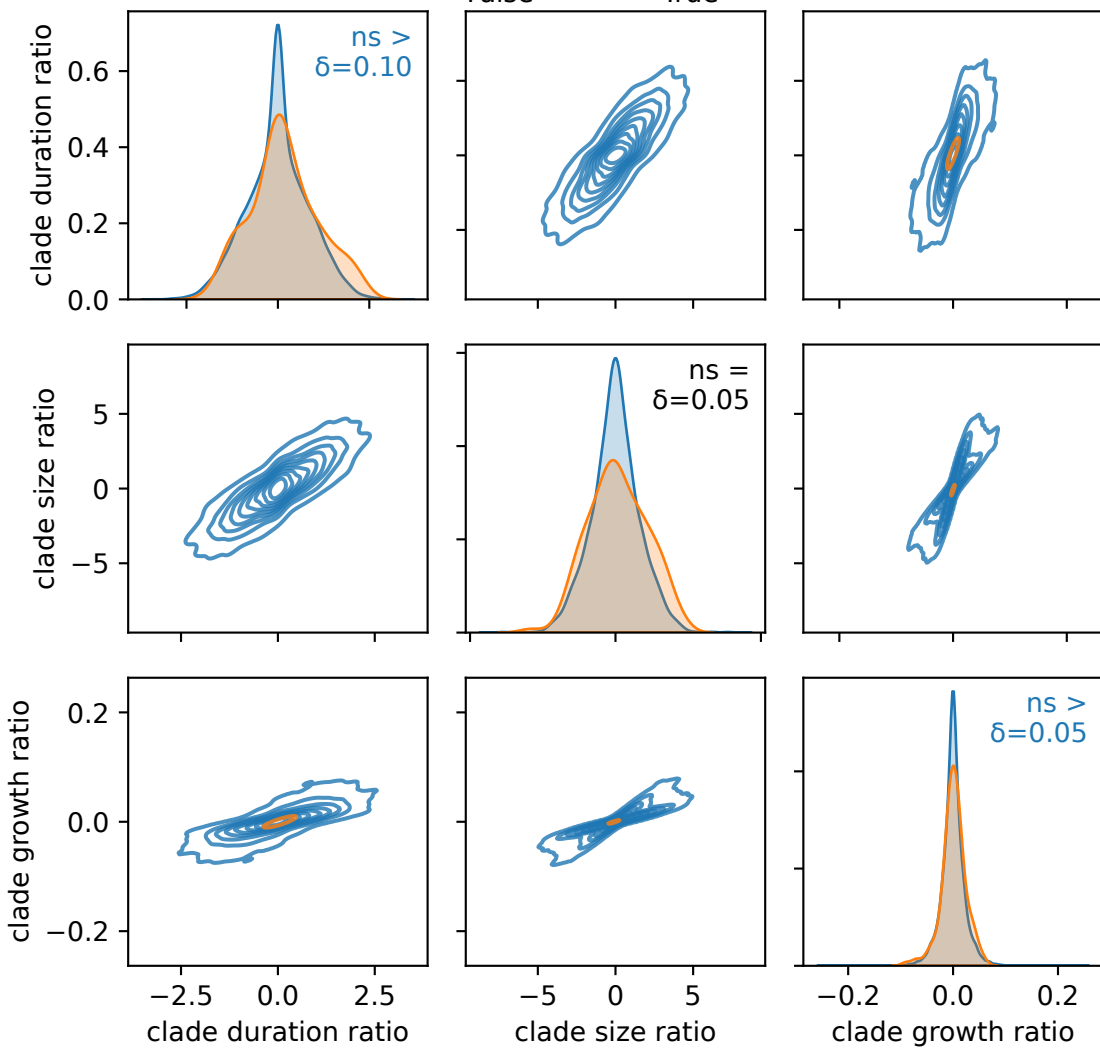 True
clade duration ratio
0.6
0.4
0.2
0.0
ns >
δ=0.10
clade size ratio
5
0
−5
ns =
δ=0.05
clade growth ratio
0.2
0.0
−0.2
ns >
δ=0.05
−2.5
0.0
2.5
−5
0
5
−0.2
0.0
0.2
clade duration ratio
clade size ratio
clade growth ratio